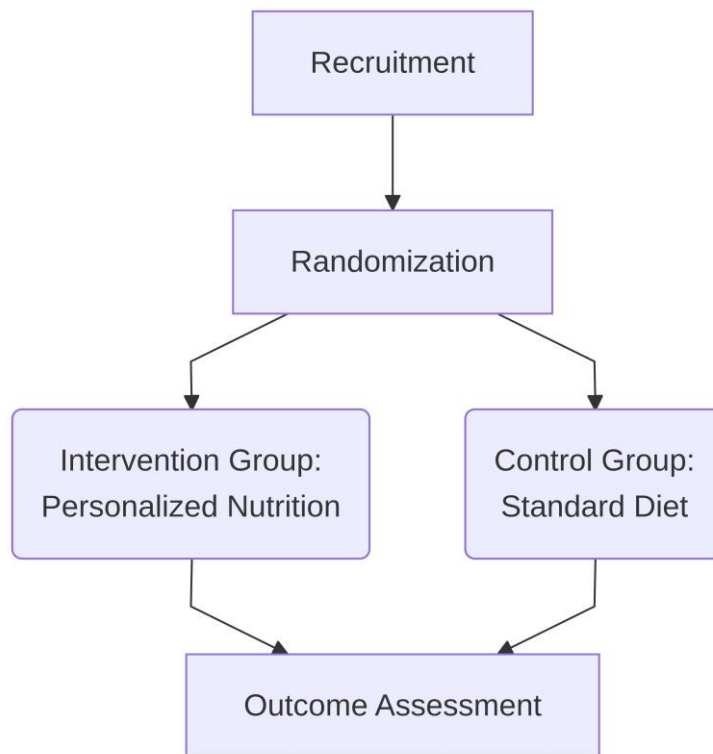 Recruitment
Randomization
Intervention Group:
Personalized Nutrition
Control Group:
Standard Diet
Outcome Assessment